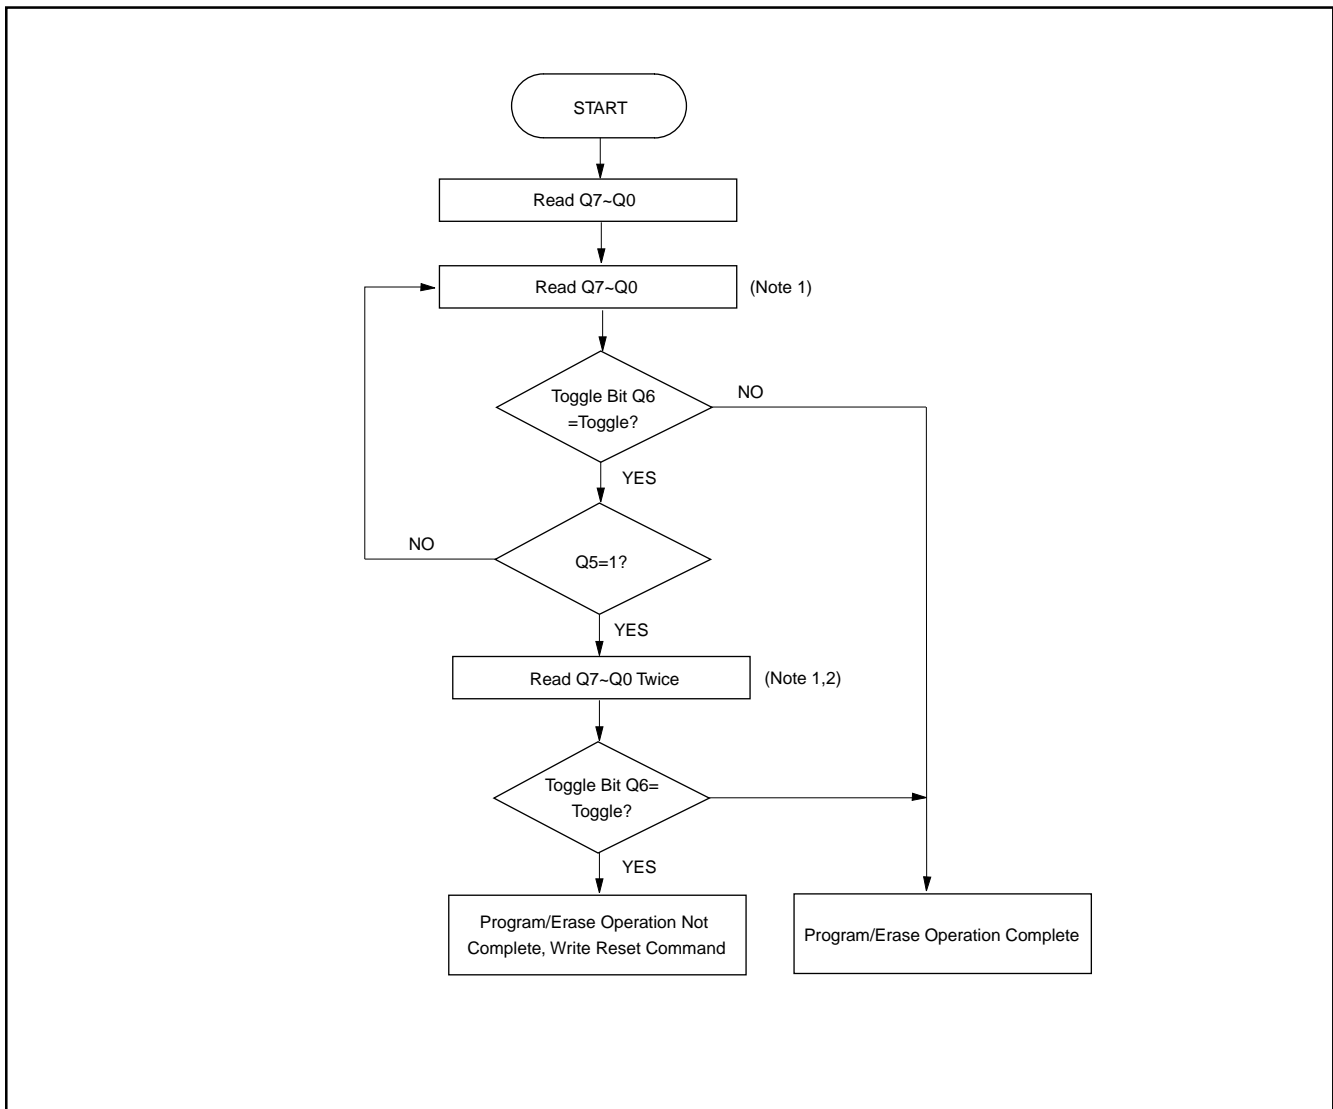 START
Read Q7~Q0
Read Q7~Q0
(Note 1)
Toggle Bit Q6
=Toggle?
NO
YES
NO
Q5=1?
YES
Read Q7~Q0 Twice
(Note 1,2)
Toggle Bit Q6=
Toggle?
YES
Program/Erase Operation Not
Complete, Write Reset Command
Program/Erase Operation Complete